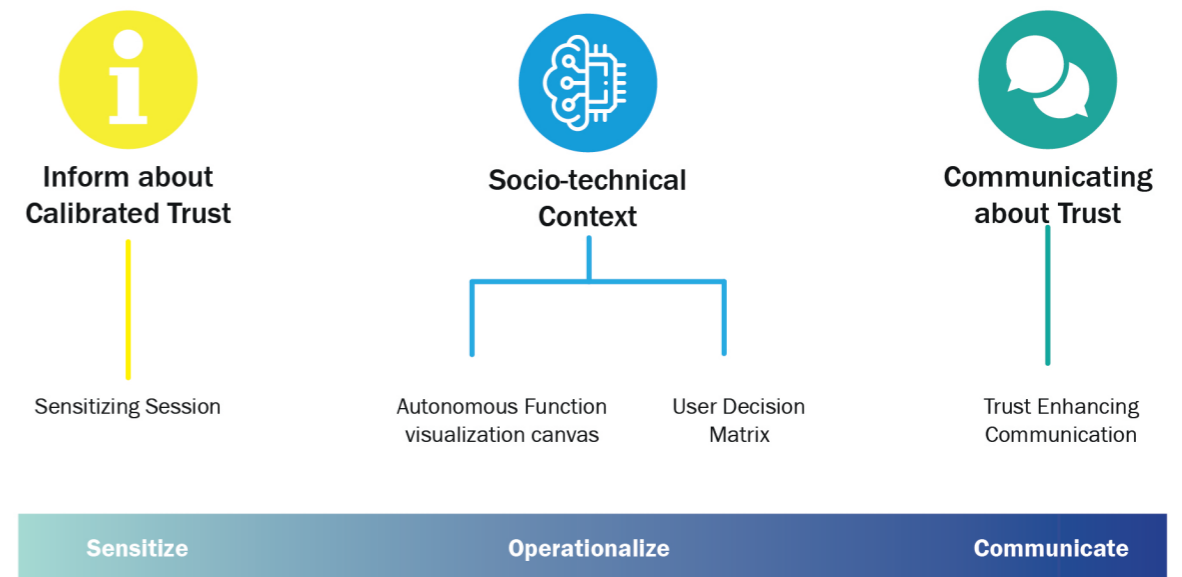 Inform about
Calibrated Trust
Socio-technical
Context
Communicating
about Trust
Sensitizing Session
Autonomous Function
visualization canvas
User Decision
Matrix
Trust Enhancing
Communication
Sensitize
Operationalize
Communicate